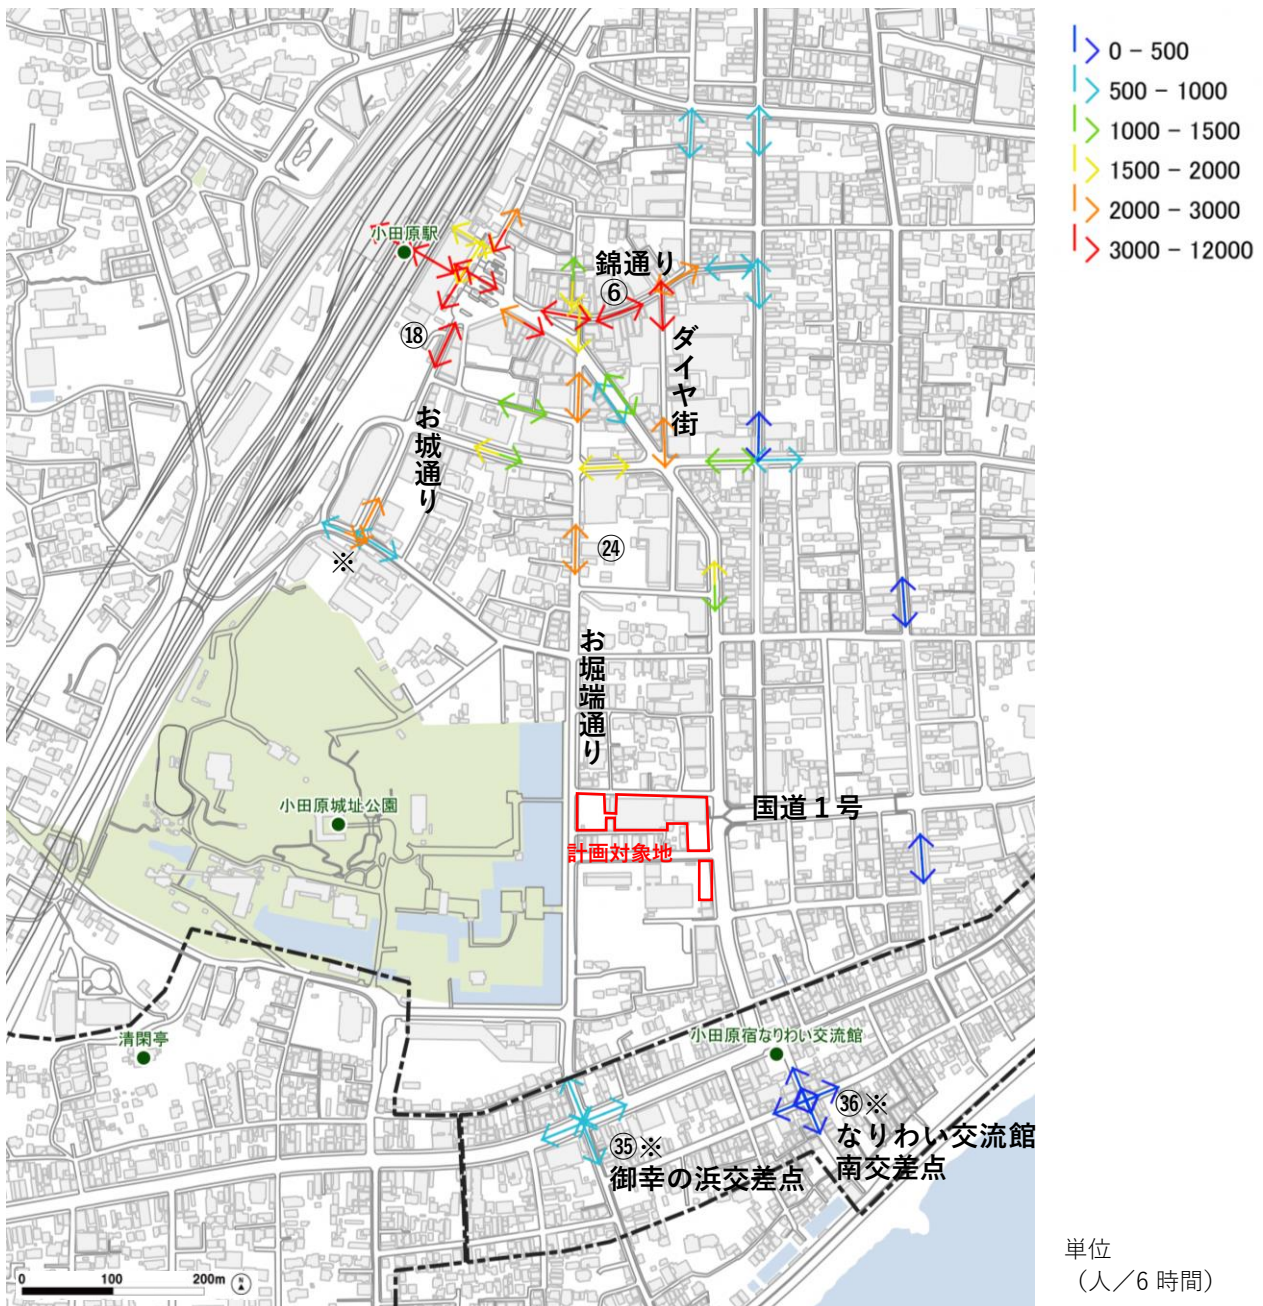 0 − 500
500 − 1000
1000 − 1500
1500 − 2000
2000 − 3000
3000 − 12000
小田原駅
錦通り
⑥
⑱
ダイヤ街
お城通り
㉔
※
お堀端通り
小田原城址公園
国道１号
計画対象地
清閑亭
小田原宿なりわい交流館
㊱※
なりわい交流館
南交差点
㉟※
御幸の浜交差点
0 100 200m
N
単位
（人／6 時間）